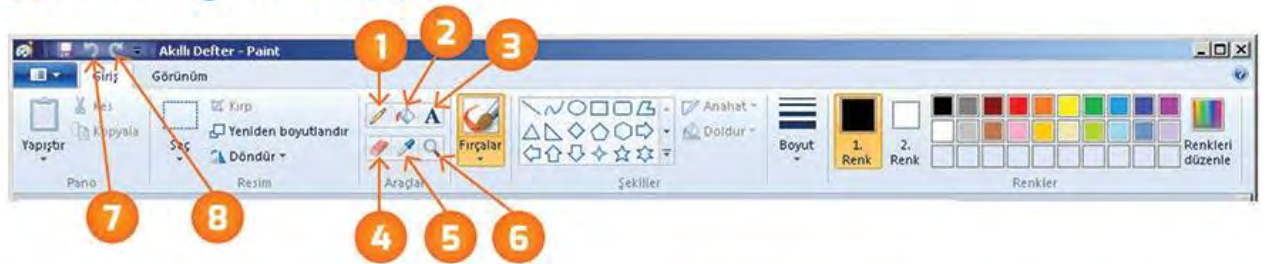 1 2 3
Akıllı Defter - Paint
Giriş Görünüm
Yapıştır
Kes
Kopyala
Pano
Seç
Kırp
Yeniden boyutlandır
Döndür
Resim
A
Araçlar
Fırçalar
Anahat
Doldur
Şekiller
Boyut
1. Renk
2. Renk
Renkleri düzenle
Renkler
7 8 4 5 6